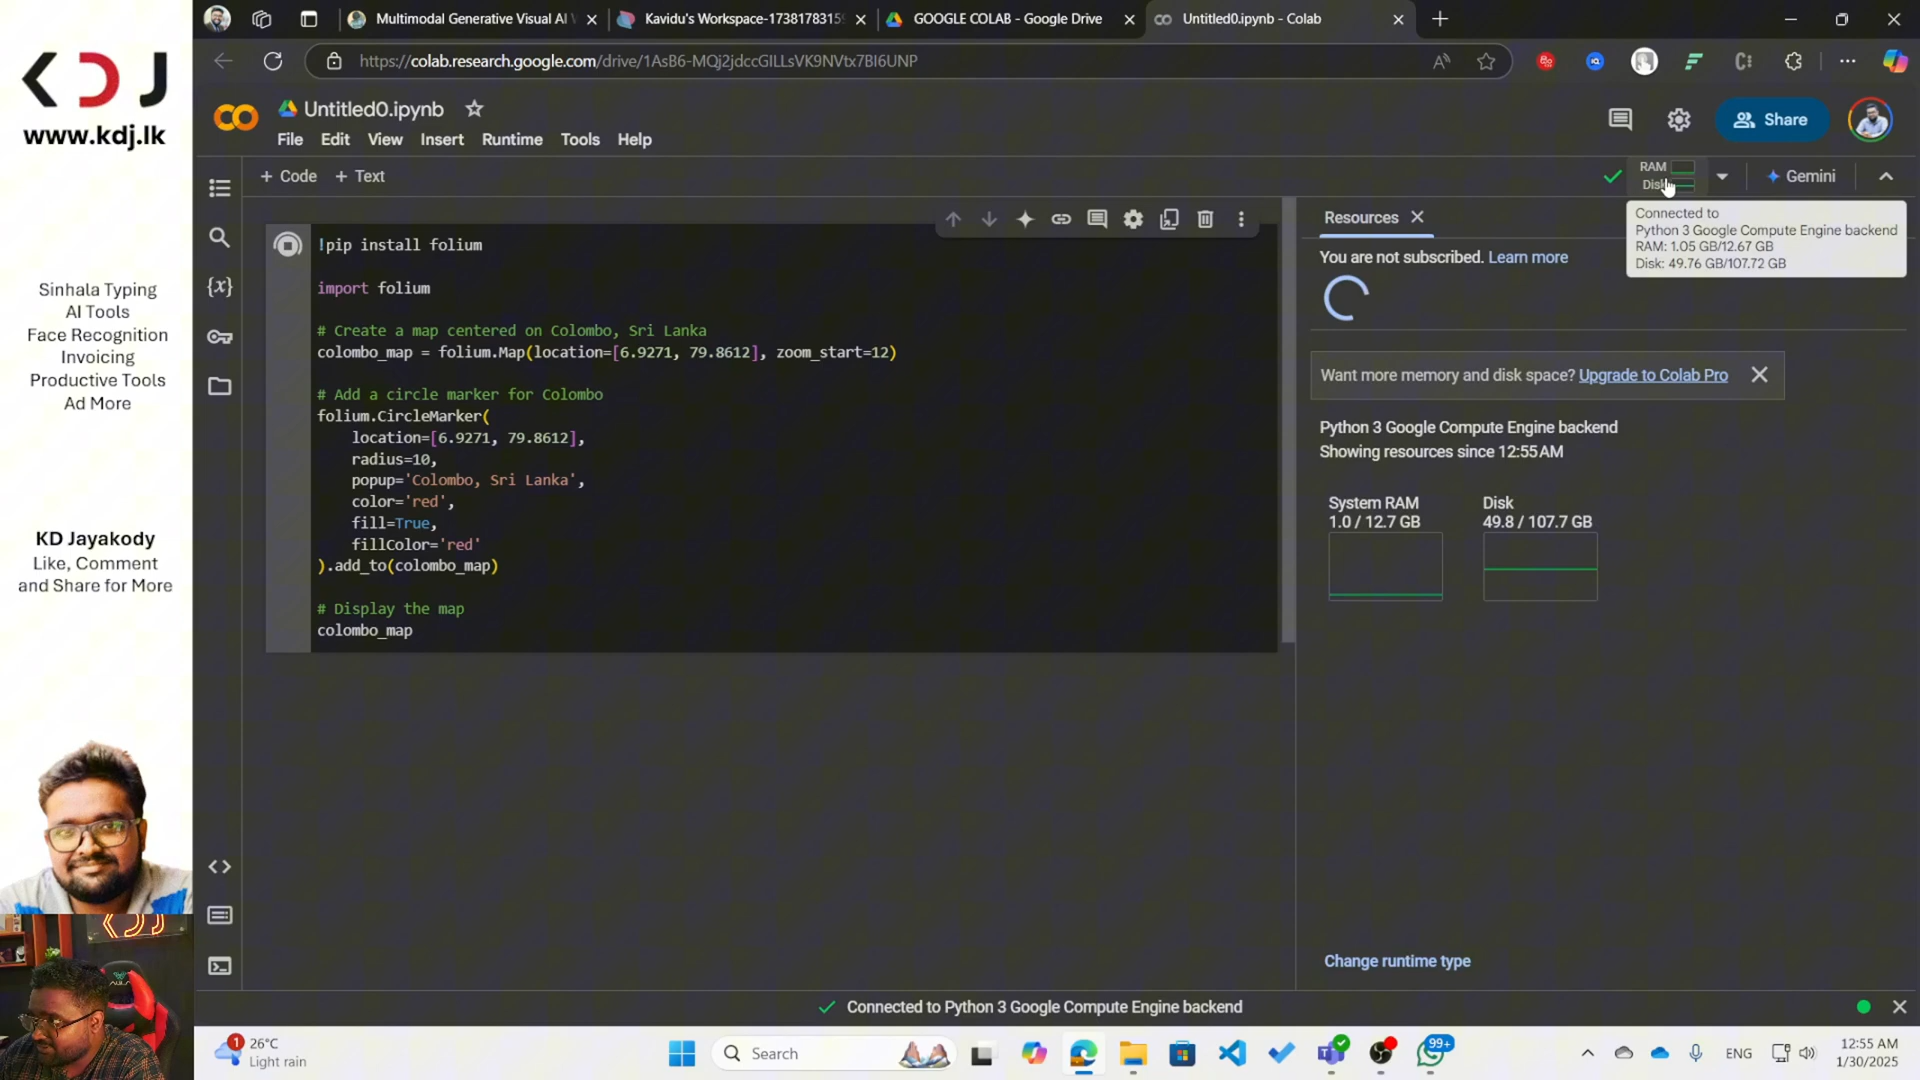 KDJ
www.kdj.lk
Sinhala Typing
AI Tools
Face Recognition
Invoicing
Productive Tools
Ad More
KD Jayakody
Like, Comment
and Share for More
Multimodal Generative Visual AI
Kavidu's Workspace-1738178315
GOOGLE COLAB - Google Drive
Untitled0.ipynb - Colab
https://colab.research.google.com/drive/1AsB6-MQj2jdccGILLsVK9NVtx7BI6UNP
Untitled0.ipynb
File Edit View Insert Runtime Tools Help
Share
+ Code + Text
RAM
Disk
Gemini
Connected to
Python 3 Google Compute Engine backend
RAM: 1.05 GB/12.67 GB
Disk: 49.76 GB/107.72 GB
!pip install folium
import folium
# Create a map centered on Colombo, Sri Lanka
colombo_map = folium.Map(location=[6.9271, 79.8612], zoom_start=12)
# Add a circle marker for Colombo
folium.CircleMarker(
location=[6.9271, 79.8612],
radius=10,
popup='Colombo, Sri Lanka',
color='red',
fill=True,
fillColor='red'
).add_to(colombo_map)
# Display the map
colombo_map
Resources
You are not subscribed. Learn more
Want more memory and disk space? Upgrade to Colab Pro
Python 3 Google Compute Engine backend
Showing resources since 12:55 AM
System RAM
1.0 / 12.7 GB
Disk
49.8 / 107.7 GB
Change runtime type
Connected to Python 3 Google Compute Engine backend
1
26°C
Light rain
Search
99+
ENG
12:55 AM
1/30/2025